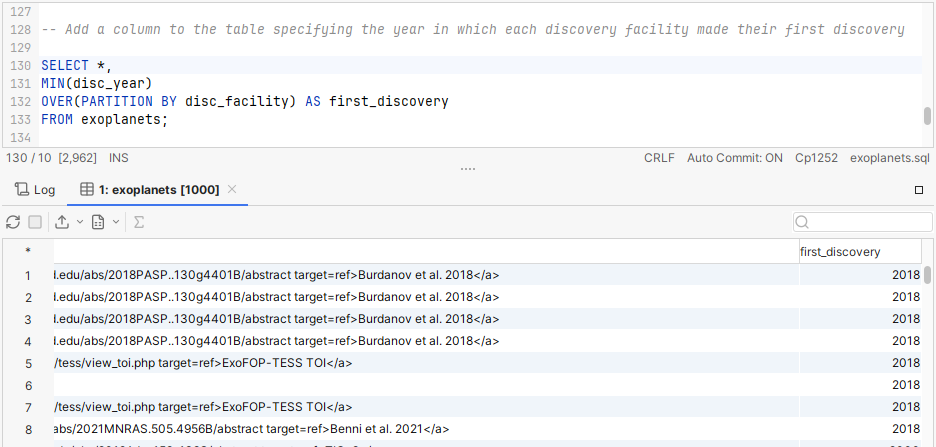 127
128 -- Add a column to the table specifying the year in which each discovery facility made their first discovery
129
130 SELECT *,
131 MIN(disc_year)
132 OVER(PARTITION BY disc_facility) AS first_discovery
133 FROM exoplanets;
134
130 / 10 [2,962] INS CRLF Auto Commit: ON Cp1252 exoplanets.sql
Log 1: exoplanets [1000]
* first_discovery
1 d.edu/abs/2018PASP..130g4401B/abstract target=ref>Burdanov et al. 2018</a> 2018
2 d.edu/abs/2018PASP..130g4401B/abstract target=ref>Burdanov et al. 2018</a> 2018
3 d.edu/abs/2018PASP..130g4401B/abstract target=ref>Burdanov et al. 2018</a> 2018
4 d.edu/abs/2018PASP..130g4401B/abstract target=ref>Burdanov et al. 2018</a> 2018
5 /tess/view_toi.php target=ref>ExoFOP-TESS TOI</a> 2018
6 2018
7 /tess/view_toi.php target=ref>ExoFOP-TESS TOI</a> 2018
8 abs/2021MNRAS.505.4956B/abstract target=ref>Benni et al. 2021</a> 2018